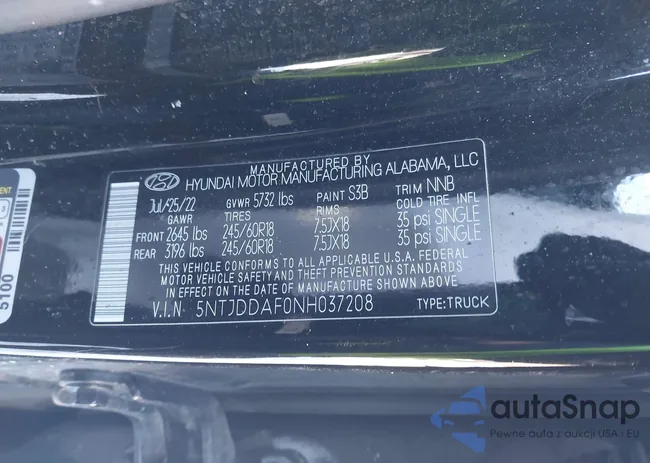 MANUFACTURED BY
HYUNDAI MOTOR MANUFACTURING ALABAMA, LLC
Jul/25/22 GVWR 5732 lbs PAINT S3B TRIM NNB
GAWR TIRES RIMS COLD TIRE INFL
FRONT 2645 lbs 245/60R18 7.5JX18 35 psi SINGLE
REAR 3196 lbs 245/60R18 7.5JX18 35 psi SINGLE
THIS VEHICLE CONFORMS TO ALL APPLICABLE U.S.A. FEDERAL
MOTOR VEHICLE SAFETY AND THEFT PREVENTION STANDARDS
IN EFFECT ON THE DATE OF MANUFACTURE SHOWN ABOVE.
V.I.N 5NTJDDAF0NH037208 TYPE:TRUCK
5100
autaSnap
Pewne auta z aukcji USA i EU